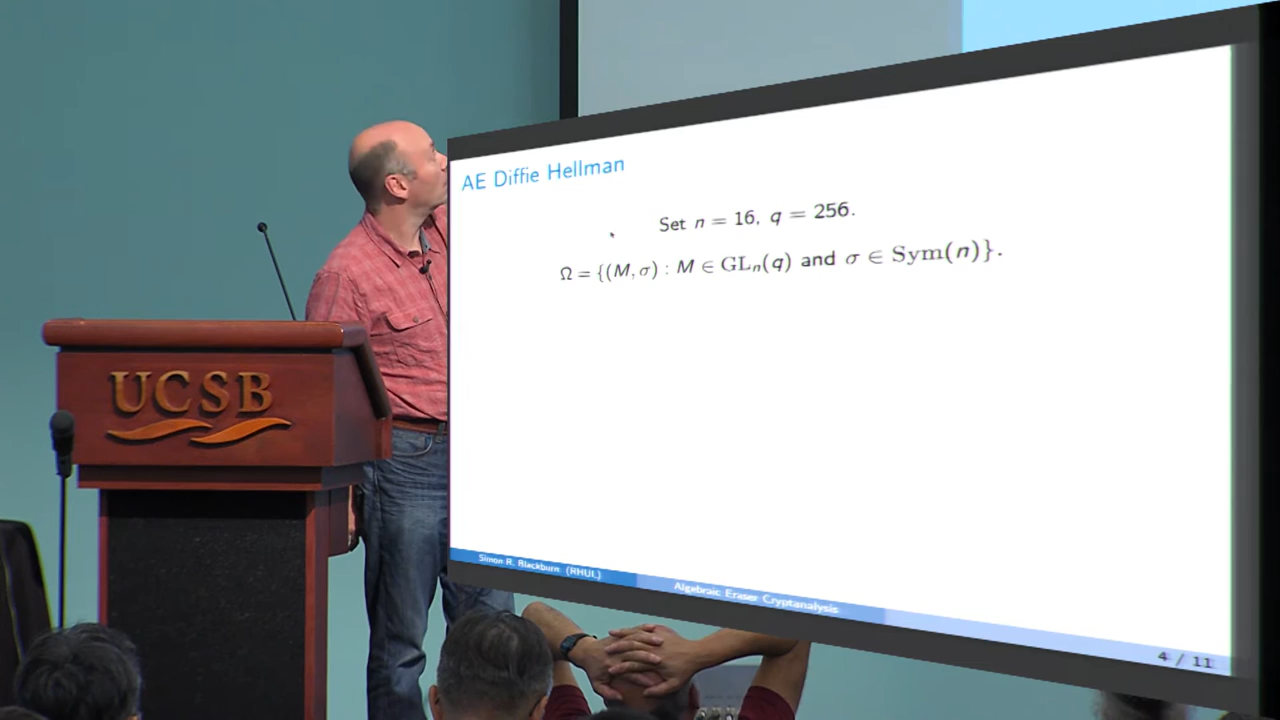 UCSB
AE Diffie Hellman
Set n = 16, q = 256.
Ω = {(M, σ) : M ∈ GLₙ(q) and σ ∈ Sym(n)}.
Simon R. Blackburn (RHUL)
Algebraic Eraser Cryptanalysis
4 / 11